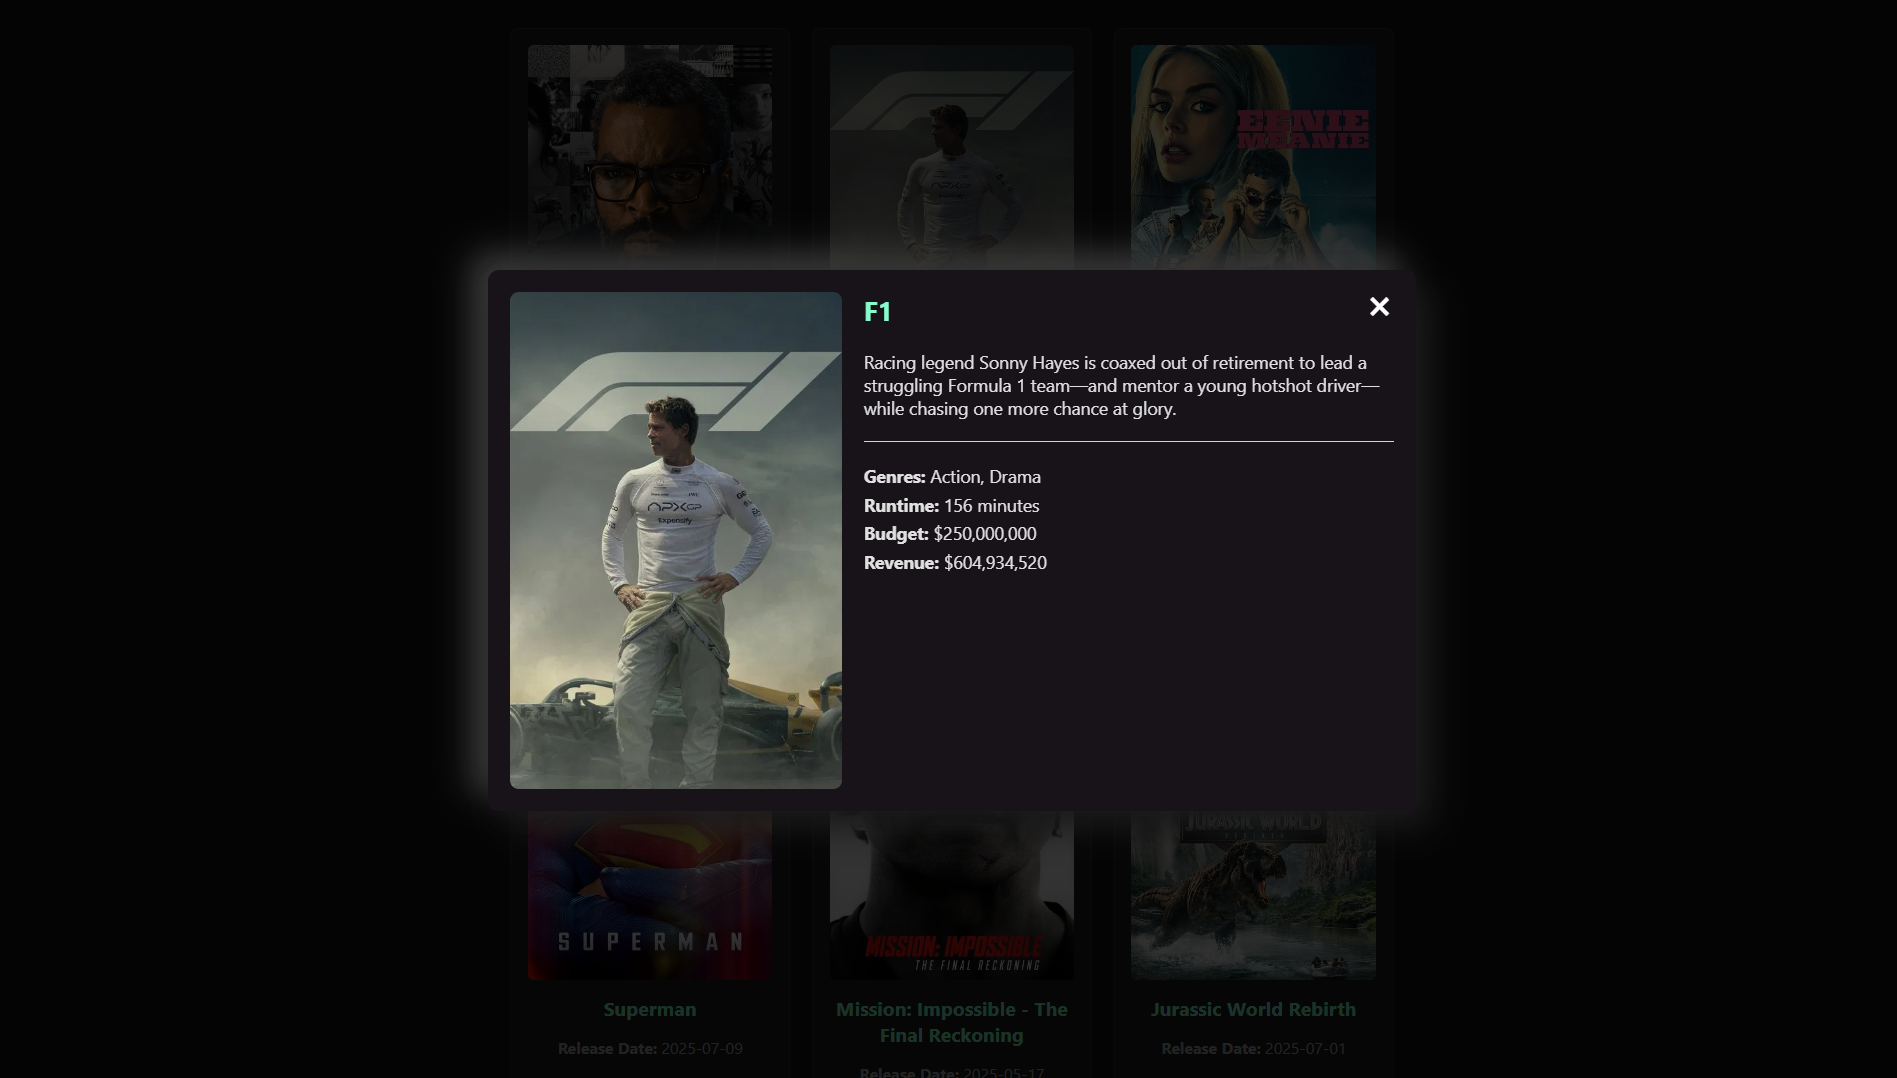 EENIE
MEANIE
F1
Racing legend Sonny Hayes is coaxed out of retirement to lead a
struggling Formula 1 team—and mentor a young hotshot driver—
while chasing one more chance at glory.
Genres: Action, Drama
Runtime: 156 minutes
Budget: $250,000,000
Revenue: $604,934,520
APXGP
Expensify
SUPERMAN
MISSION: IMPOSSIBLE
THE FINAL RECKONING
JURASSIC WORLD
REBIRTH
Superman
Release Date: 2025-07-09
Mission: Impossible - The
Final Reckoning
Release Date: 2025-05-17
Jurassic World Rebirth
Release Date: 2025-07-01